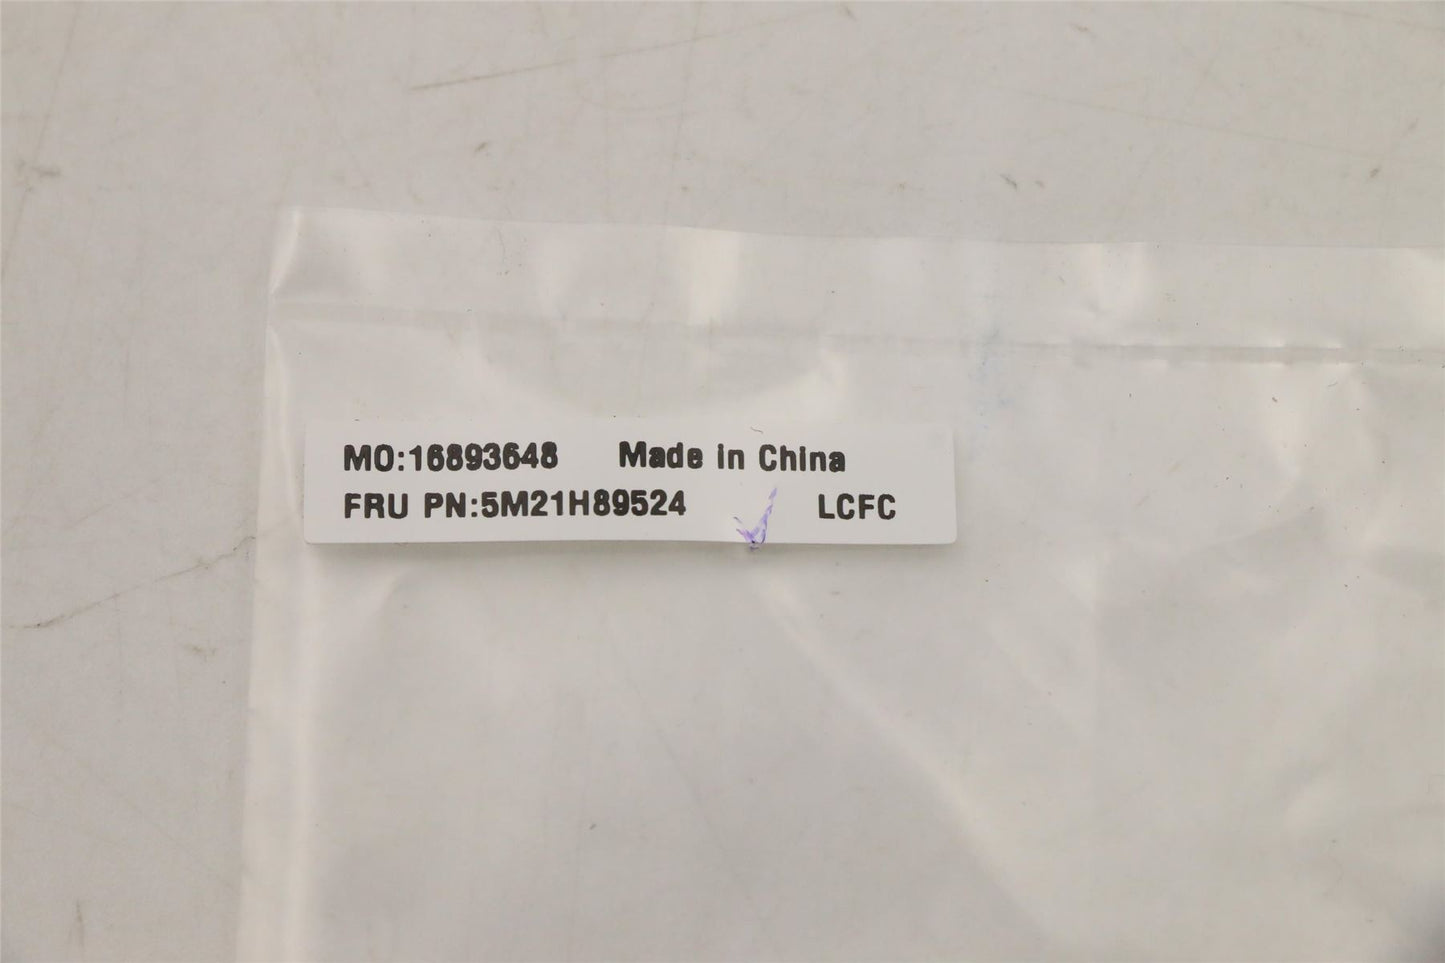 MO:16893648 Made in China
FRU PN:5M21H89524 LCFC